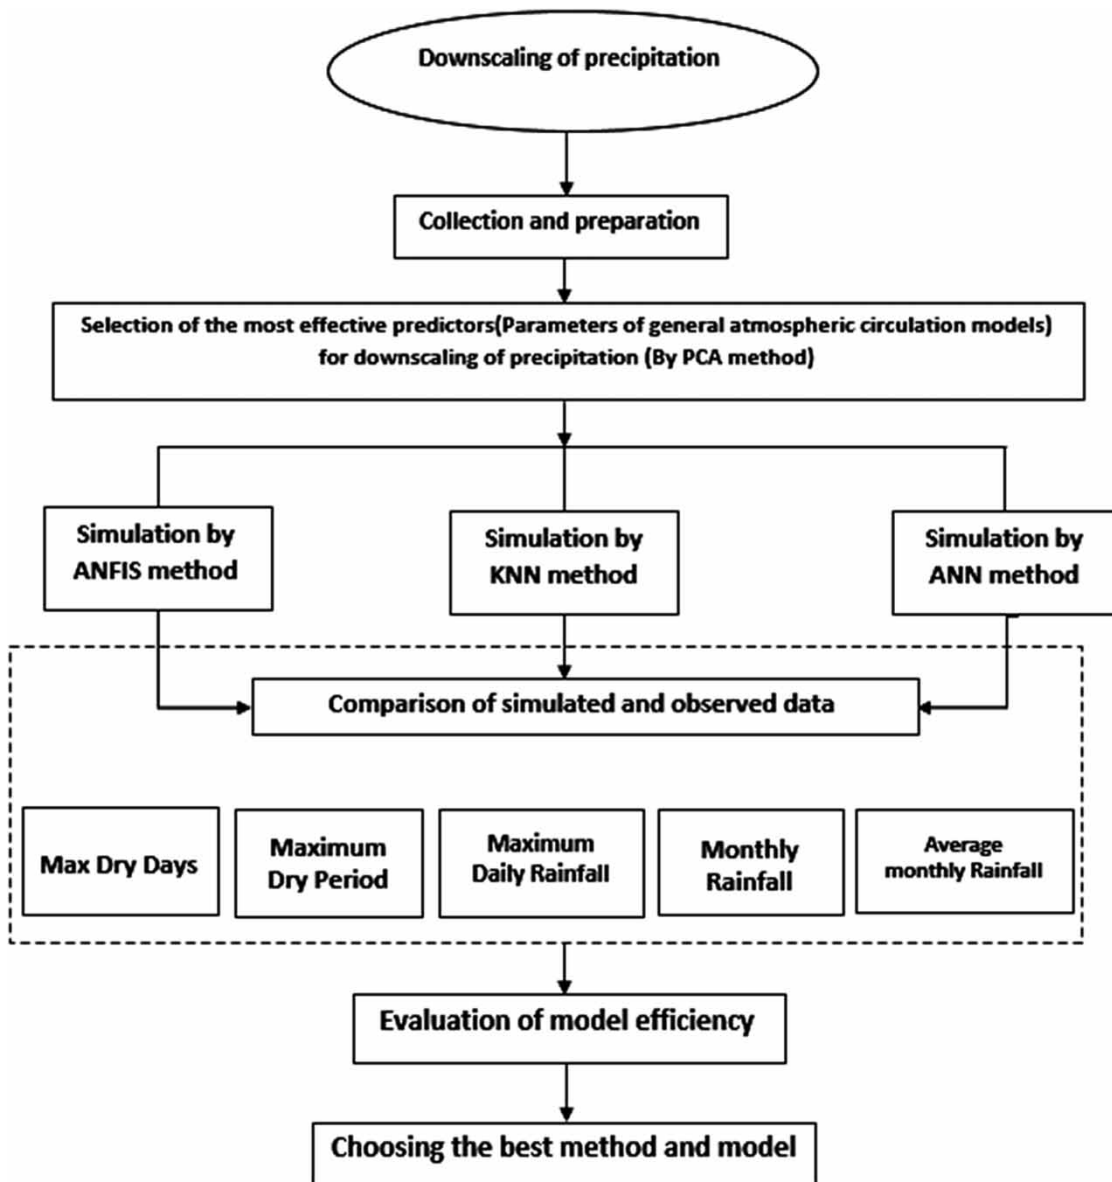 Downscaling of precipitation
Collection and preparation
Selection of the most effective predictors(Parameters of general atmospheric circulation models)
for downscaling of precipitation (By PCA method)
Simulation by
ANFIS method
Simulation by
KNN method
Simulation by
ANN method
Comparison of simulated and observed data
Max Dry Days
Maximum
Dry Period
Maximum
Daily Rainfall
Monthly
Rainfall
Average
monthly Rainfall
Evaluation of model efficiency
Choosing the best method and model